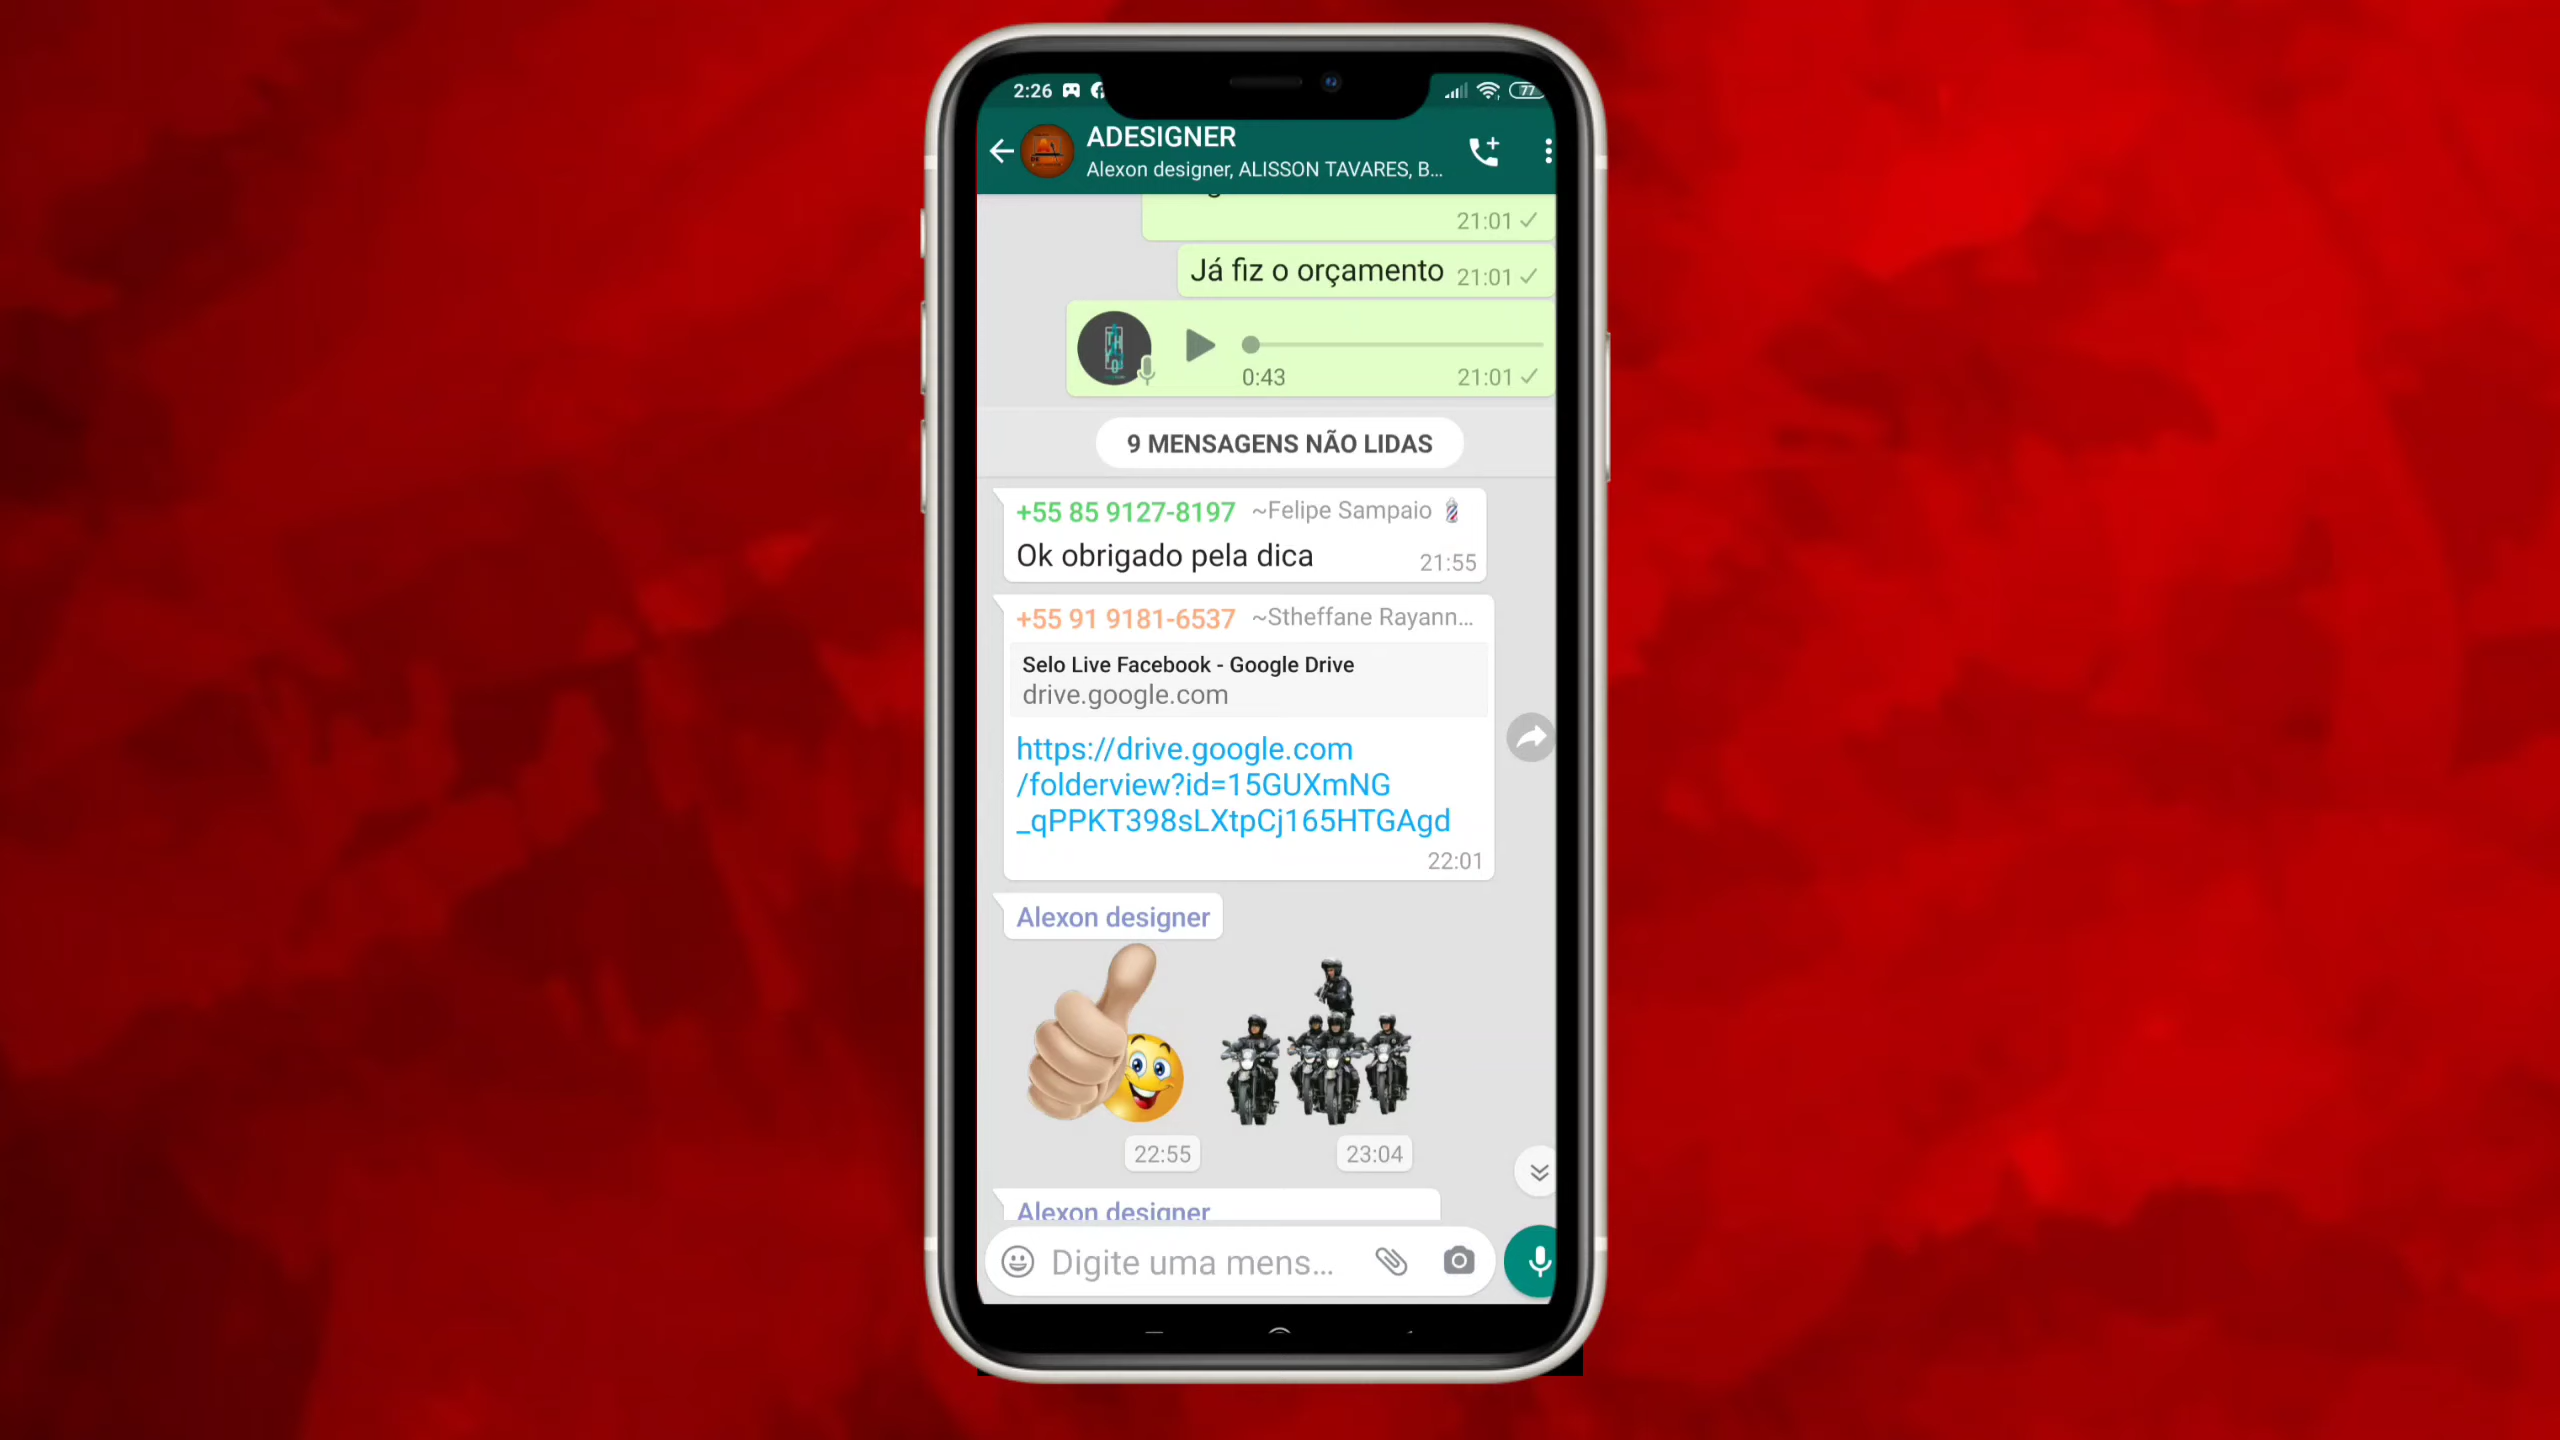 2:26
77
ADESIGNER
Alexon designer, ALISSON TAVARES, B...
21:01
Já fiz o orçamento 21:01
0:43 21:01
9 MENSAGENS NÃO LIDAS
+55 85 9127-8197 ~Felipe Sampaio
Ok obrigado pela dica 21:55
+55 91 9181-6537 ~Stheffane Rayann...
Selo Live Facebook - Google Drive
drive.google.com
https://drive.google.com
/folderview?id=15GUXmNG
_qPPKT398sLXtpCj165HTGAgd
22:01
Alexon designer
22:55 23:04
Alexon designer
Digite uma mens...